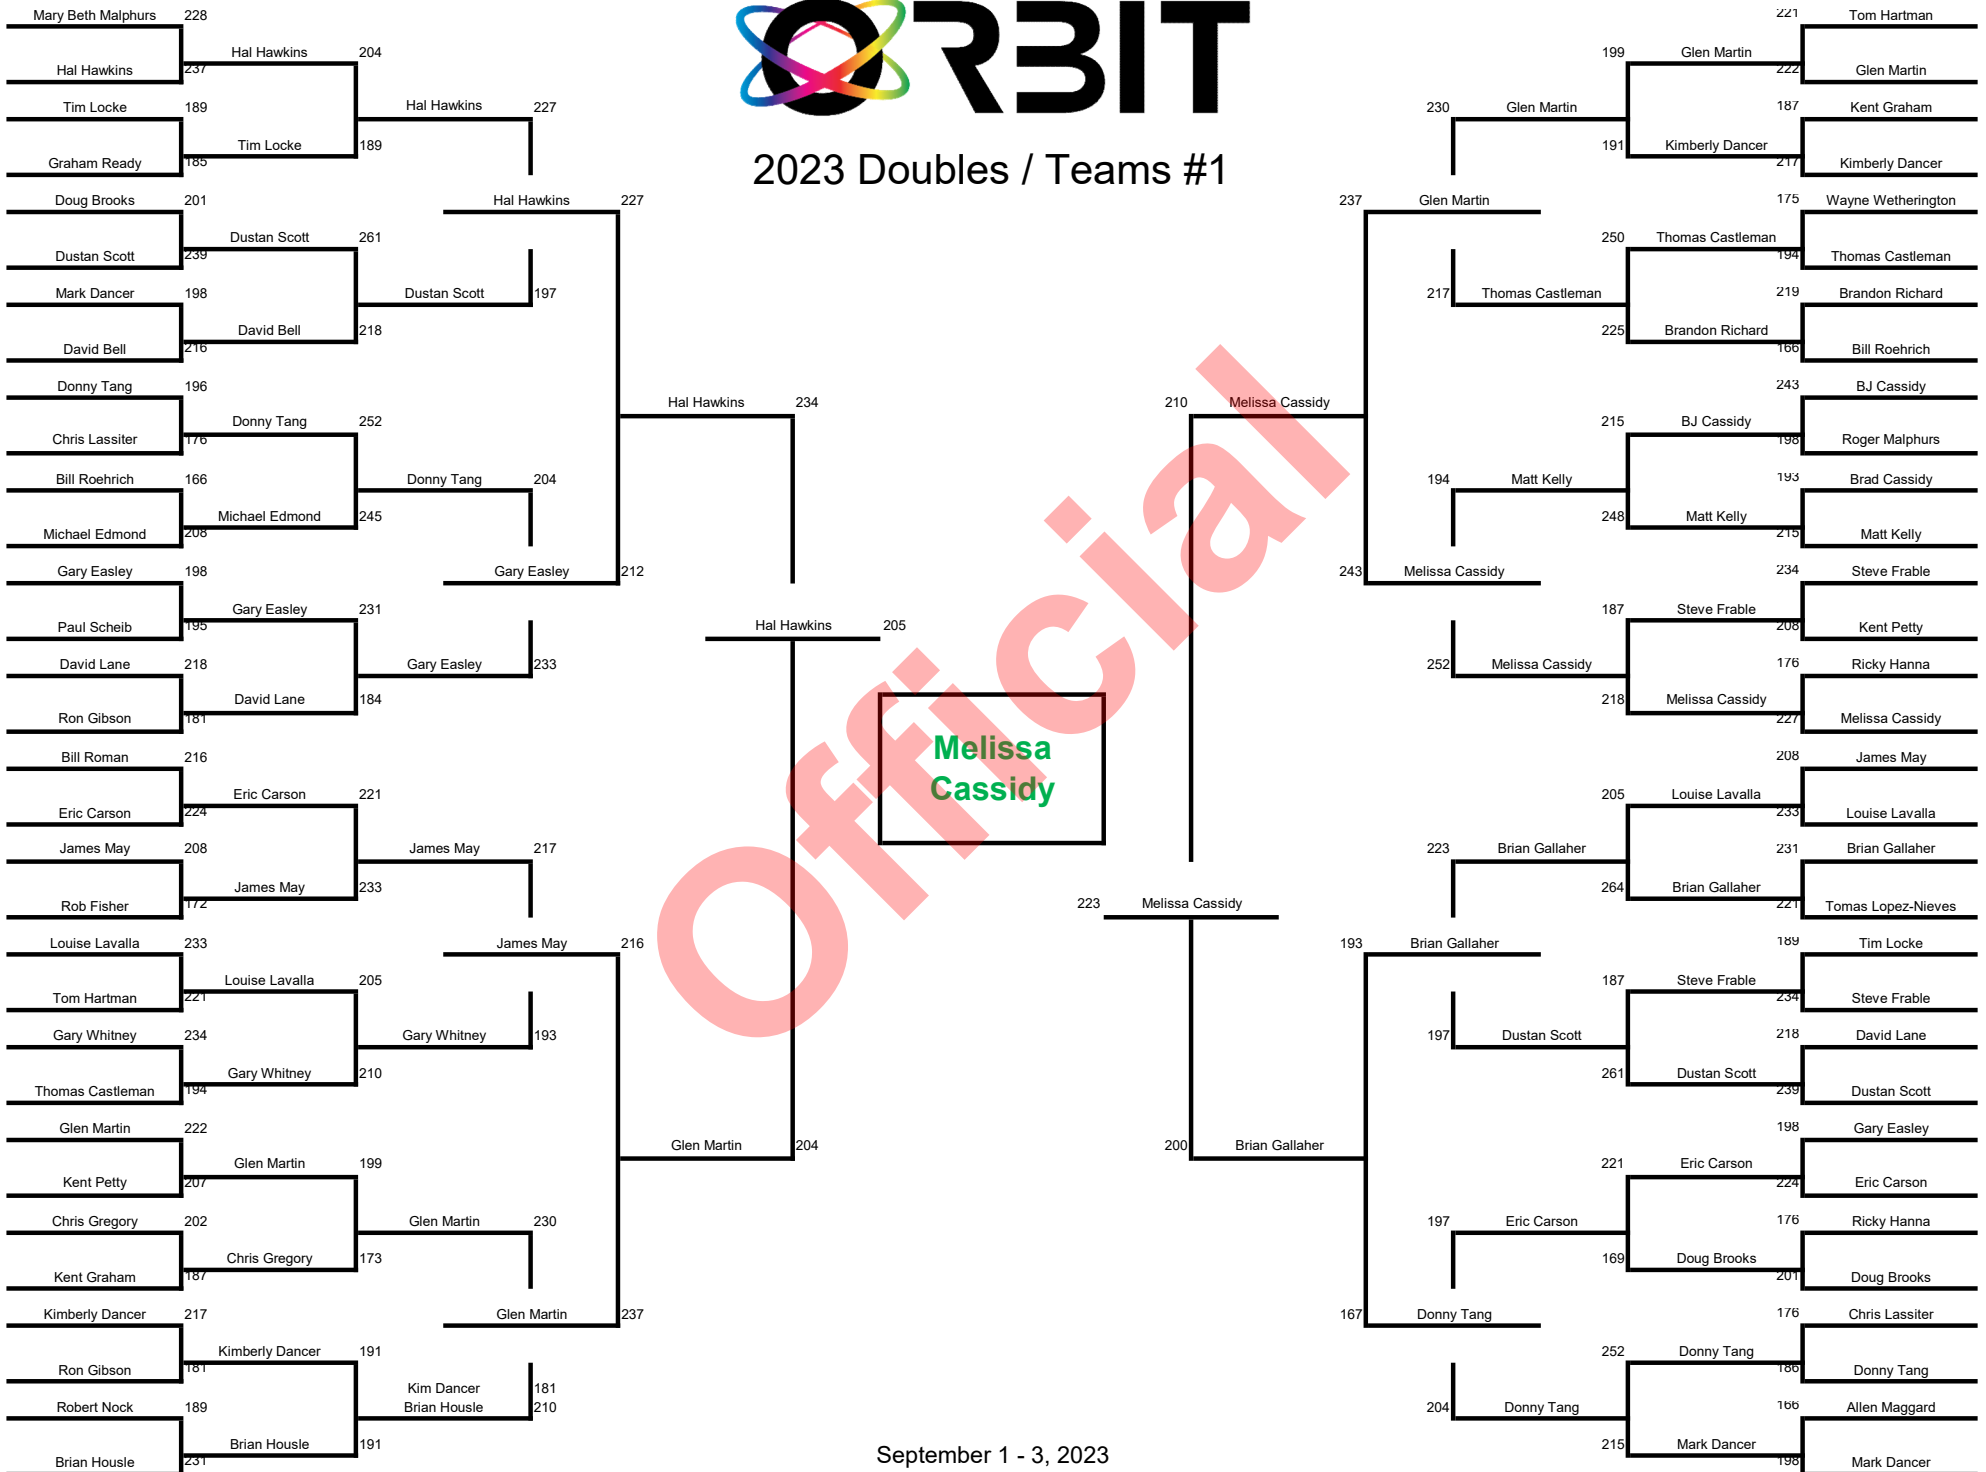 ORBIT
2023 Doubles / Teams #1
Mary Beth Malphurs 228
Hal Hawkins 237
Tim Locke 189
Graham Ready 185
Doug Brooks 201
Dustan Scott 239
Mark Dancer 198
David Bell 216
Donny Tang 196
Chris Lassiter 176
Bill Roehrich 166
Michael Edmond 208
Gary Easley 198
Paul Scheib 195
David Lane 218
Ron Gibson 181
Bill Roman 216
Eric Carson 224
James May 208
Rob Fisher 172
Louise Lavalla 233
Tom Hartman 221
Gary Whitney 234
Thomas Castleman 194
Glen Martin 222
Kent Petty 207
Chris Gregory 202
Kent Graham 187
Kimberly Dancer 217
Ron Gibson 181
Robert Nock 189
Brian Housle 231
Hal Hawkins 204
Tim Locke 189
Dustan Scott 261
David Bell 218
Donny Tang 252
Michael Edmond 245
Gary Easley 231
David Lane 184
Eric Carson 221
James May 233
Louise Lavalla 205
Gary Whitney 210
Glen Martin 199
Chris Gregory 173
Kimberly Dancer 191
Brian Housle 191
Hal Hawkins 227
Dustan Scott 197
Donny Tang 204
Gary Easley 233
James May 217
Gary Whitney 193
Glen Martin 230
Kim Dancer 181
Brian Housle 210
Hal Hawkins 227
Gary Easley 212
James May 216
Glen Martin 237
Hal Hawkins 234
Glen Martin 204
Hal Hawkins 205
Melissa
Cassidy
Official
223 Melissa Cassidy
210 Melissa Cassidy
200 Brian Gallaher
237 Glen Martin
243 Melissa Cassidy
193 Brian Gallaher
167 Donny Tang
230 Glen Martin
217 Thomas Castleman
194 Matt Kelly
252 Melissa Cassidy
223 Brian Gallaher
197 Dustan Scott
197 Eric Carson
204 Donny Tang
199 Glen Martin
191 Kimberly Dancer
250 Thomas Castleman
225 Brandon Richard
215 BJ Cassidy
248 Matt Kelly
187 Steve Frable
218 Melissa Cassidy
205 Louise Lavalla
264 Brian Gallaher
187 Steve Frable
261 Dustan Scott
221 Eric Carson
169 Doug Brooks
252 Donny Tang
215 Mark Dancer
221 Tom Hartman
222 Glen Martin
187 Kent Graham
217 Kimberly Dancer
175 Wayne Wetherington
194 Thomas Castleman
219 Brandon Richard
166 Bill Roehrich
243 BJ Cassidy
198 Roger Malphurs
193 Brad Cassidy
215 Matt Kelly
234 Steve Frable
208 Kent Petty
176 Ricky Hanna
227 Melissa Cassidy
208 James May
233 Louise Lavalla
231 Brian Gallaher
221 Tomas Lopez-Nieves
189 Tim Locke
234 Steve Frable
218 David Lane
239 Dustan Scott
198 Gary Easley
224 Eric Carson
176 Ricky Hanna
201 Doug Brooks
176 Chris Lassiter
186 Donny Tang
166 Allen Maggard
198 Mark Dancer
September 1 - 3, 2023